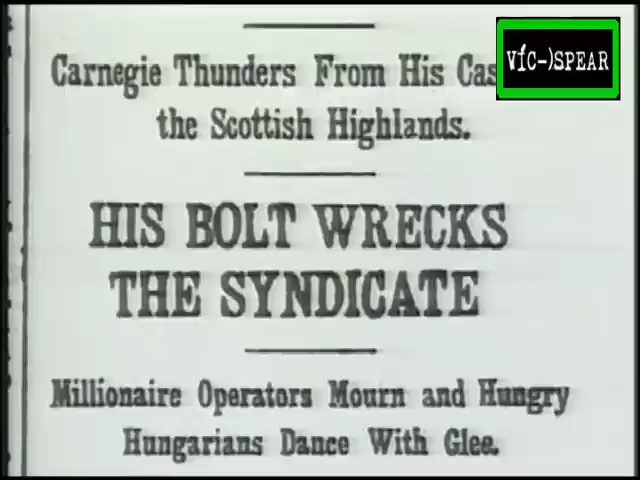 Carnegie Thunders From His
the Scottish Highlands.
HIS BOLT WRECKS
THE SYNDICATE
Millionaire Operators Mourn and Hungry
Hungarians Dance With Glee.
VíC-)SPEAR